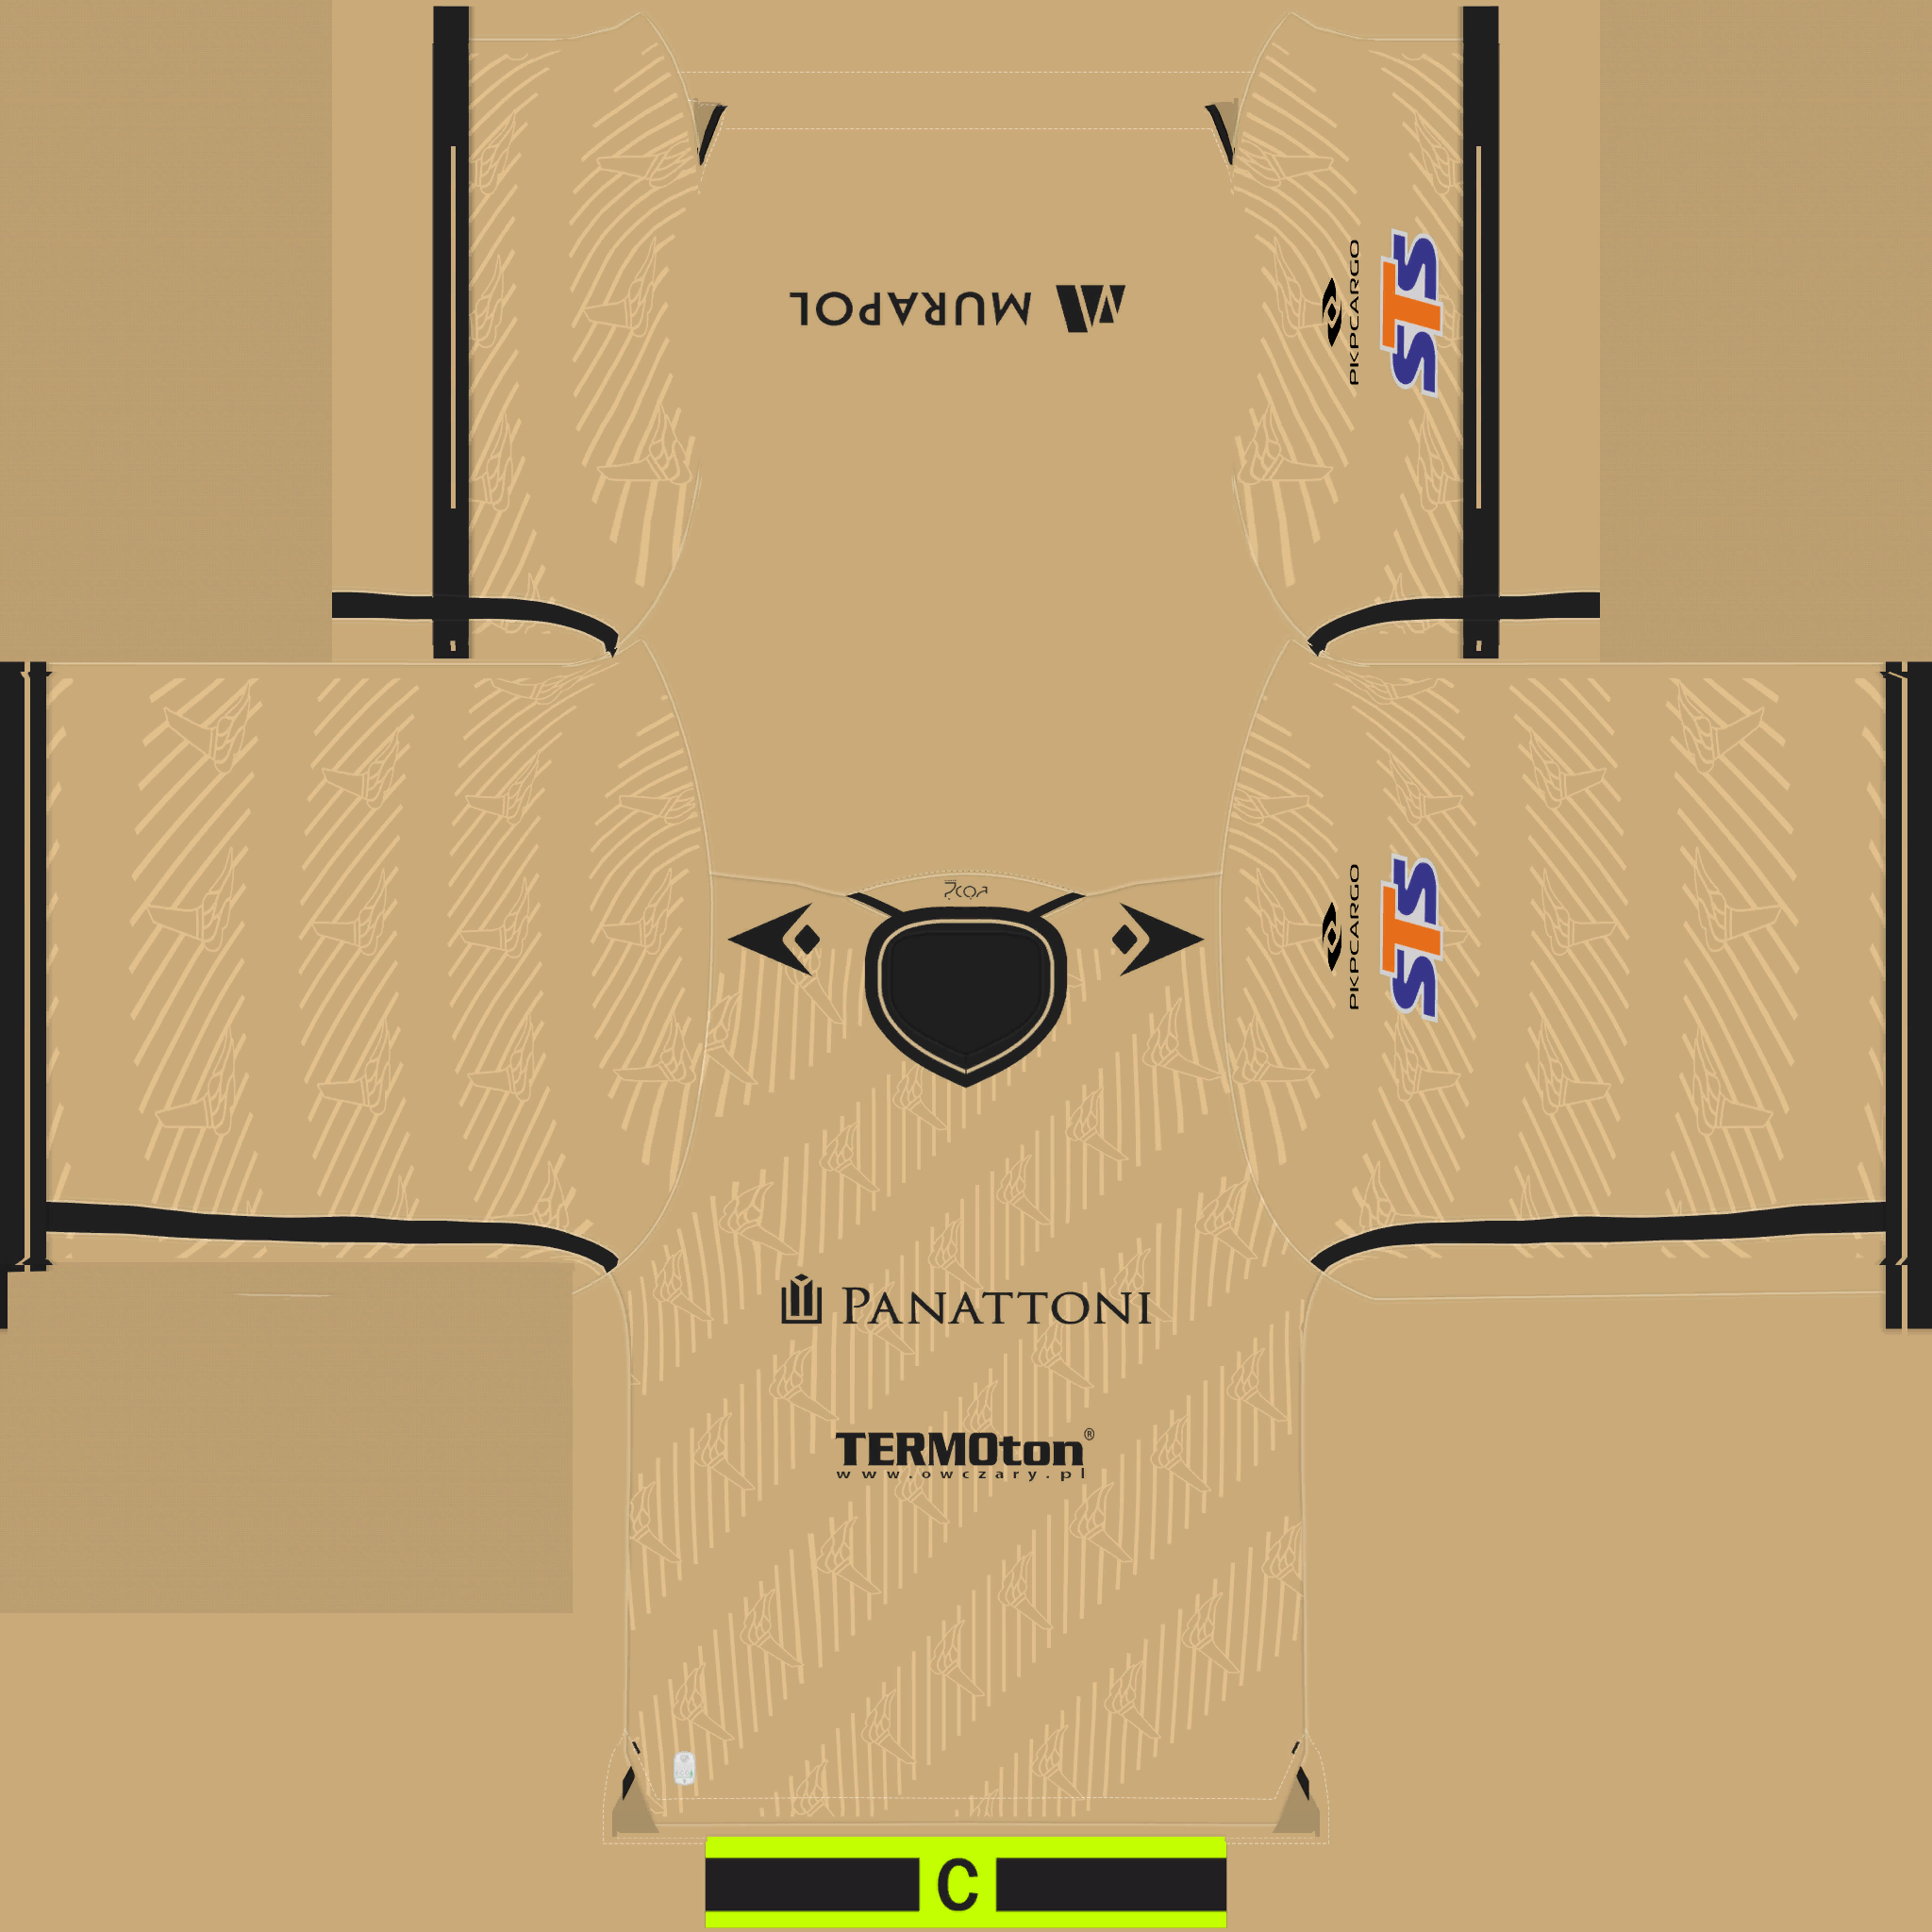 MURAPOL
PKPCARGO
STS
PKPCARGO
STS
PANATTONI
TERMOton®
www.owczary.pl
C